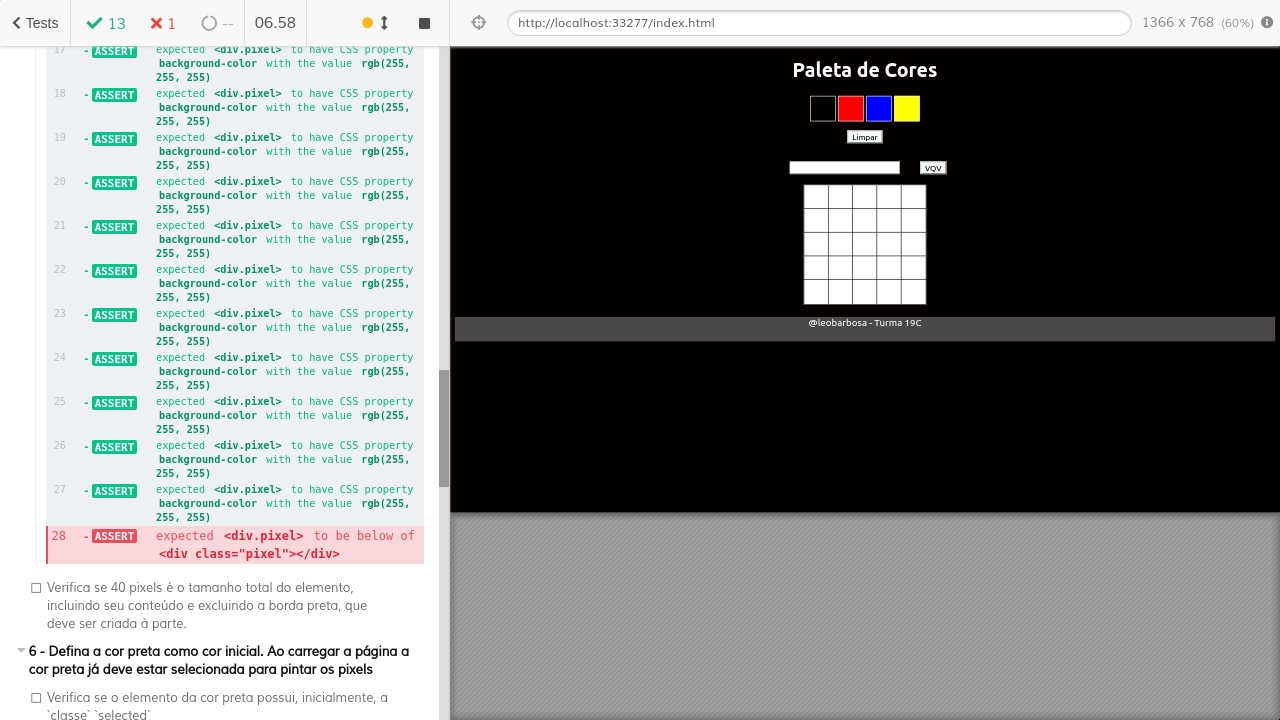 Tests
13
1
--
06.58
http://localhost:33277/index.html
1366 x 768 (60%)
17 - ASSERT expected <div.pixel> to have CSS property
background-color with the value rgb(255,
255, 255)
18 - ASSERT expected <div.pixel> to have CSS property
background-color with the value rgb(255,
255, 255)
19 - ASSERT expected <div.pixel> to have CSS property
background-color with the value rgb(255,
255, 255)
20 - ASSERT expected <div.pixel> to have CSS property
background-color with the value rgb(255,
255, 255)
21 - ASSERT expected <div.pixel> to have CSS property
background-color with the value rgb(255,
255, 255)
22 - ASSERT expected <div.pixel> to have CSS property
background-color with the value rgb(255,
255, 255)
23 - ASSERT expected <div.pixel> to have CSS property
background-color with the value rgb(255,
255, 255)
24 - ASSERT expected <div.pixel> to have CSS property
background-color with the value rgb(255,
255, 255)
25 - ASSERT expected <div.pixel> to have CSS property
background-color with the value rgb(255,
255, 255)
26 - ASSERT expected <div.pixel> to have CSS property
background-color with the value rgb(255,
255, 255)
27 - ASSERT expected <div.pixel> to have CSS property
background-color with the value rgb(255,
255, 255)
28 - ASSERT expected <div.pixel> to be below of
<div class="pixel"></div>
Verifica se 40 pixels é o tamanho total do elemento,
incluindo seu conteúdo e excluindo a borda preta, que
deve ser criada à parte.
6 - Defina a cor preta como cor inicial. Ao carregar a página a
cor preta já deve estar selecionada para pintar os pixels
Verifica se o elemento da cor preta possui, inicialmente, a
`classe` `selected`
Paleta de Cores
Limpar
VQV
@leobarbosa - Turma 19C